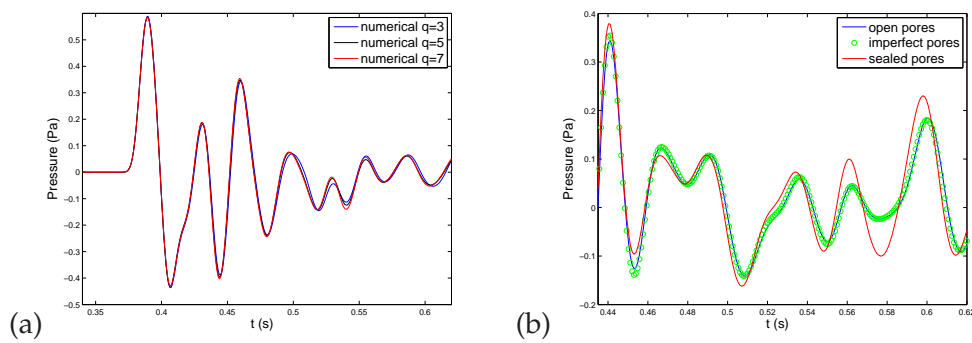 numerical q=3
numerical q=5
numerical q=7
0.5
0.4
0.3
0.2
0.1
0
−0.1
−0.2
−0.3
−0.4
−0.5
Pressure (Pa)
0.35 0.4 0.45 0.5 0.55 0.6
t (s)
(a)
open pores
imperfect pores
sealed pores
0.4
0.3
0.2
0.1
0
−0.1
−0.2
Pressure (Pa)
0.44 0.46 0.48 0.5 0.52 0.54 0.56 0.58 0.6 0.62
t (s)
(b)